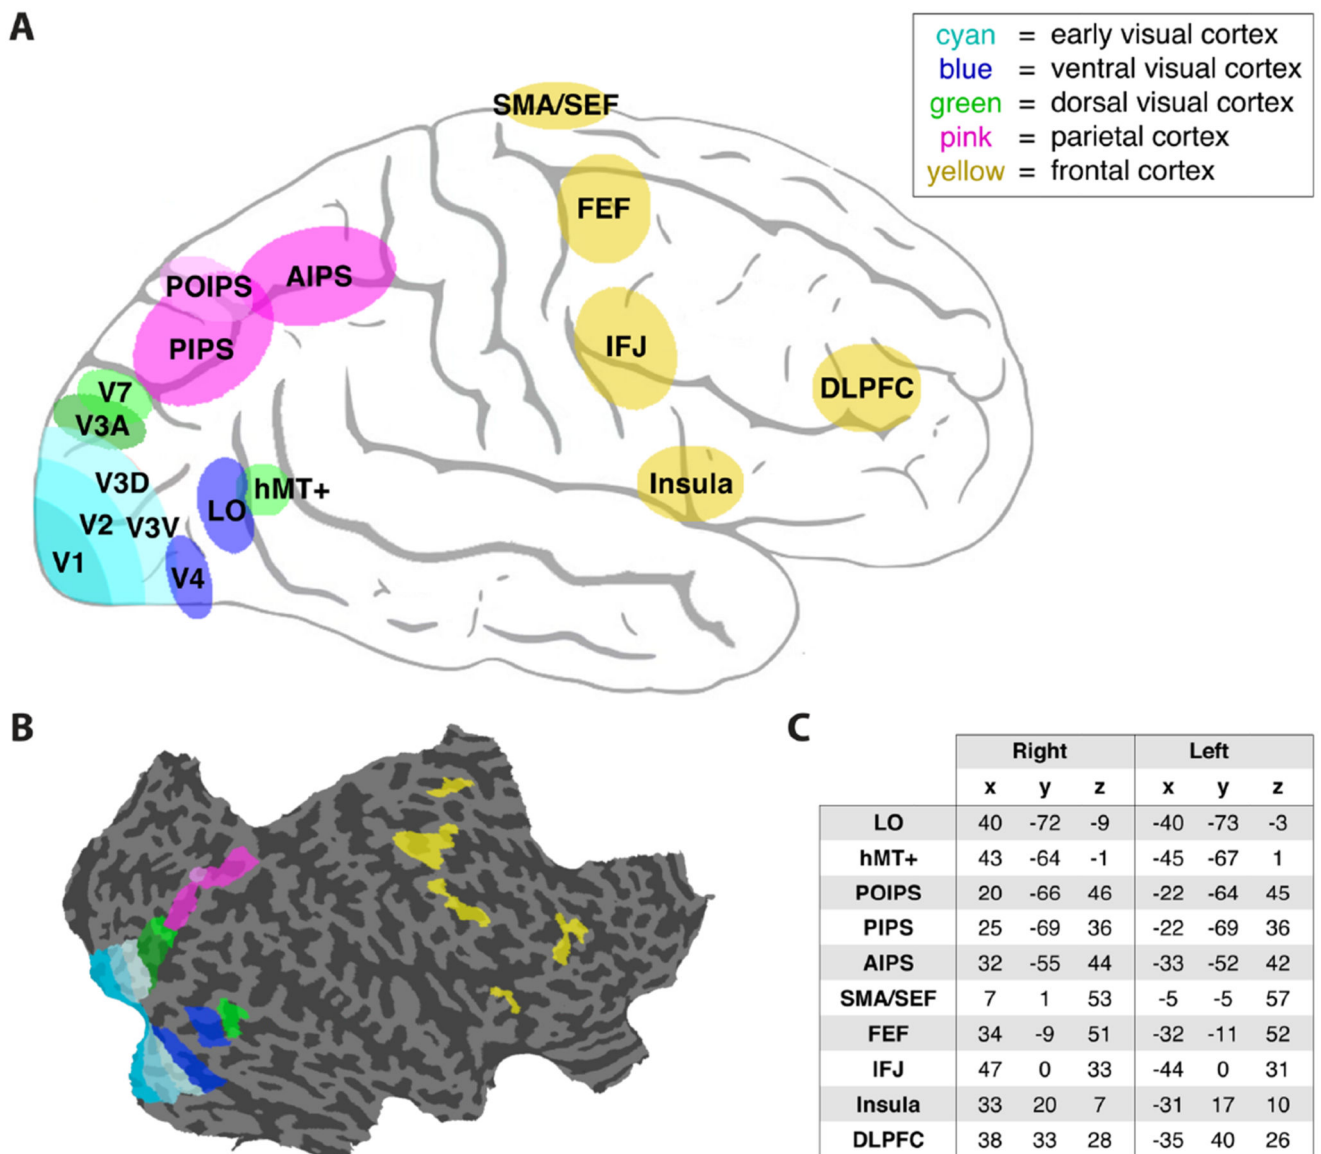 A
cyan = early visual cortex
blue = ventral visual cortex
green = dorsal visual cortex
pink = parietal cortex
yellow = frontal cortex
SMA/SEF
FEF
POIPS
AIPS
PIPS
IFJ
V7
DLPFC
V3A
V3D
hMT+
Insula
LO
V2
V3V
V1
V4
B
C
Right Left
x y z x y z
LO 40 -72 -9 -40 -73 -3
hMT+ 43 -64 -1 -45 -67 1
POIPS 20 -66 46 -22 -64 45
PIPS 25 -69 36 -22 -69 36
AIPS 32 -55 44 -33 -52 42
SMA/SEF 7 1 53 -5 -5 57
FEF 34 -9 51 -32 -11 52
IFJ 47 0 33 -44 0 31
Insula 33 20 7 -31 17 10
DLPFC 38 33 28 -35 40 26